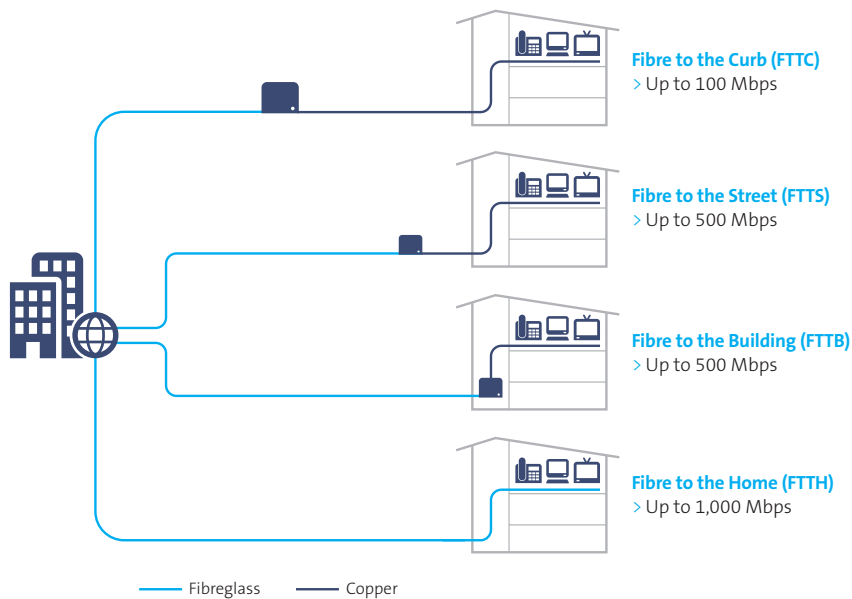 Fibre to the Curb (FTTC)
> Up to 100 Mbps
Fibre to the Street (FTTS)
> Up to 500 Mbps
Fibre to the Building (FTTB)
> Up to 500 Mbps
Fibre to the Home (FTTH)
> Up to 1,000 Mbps
Fibreglass Copper